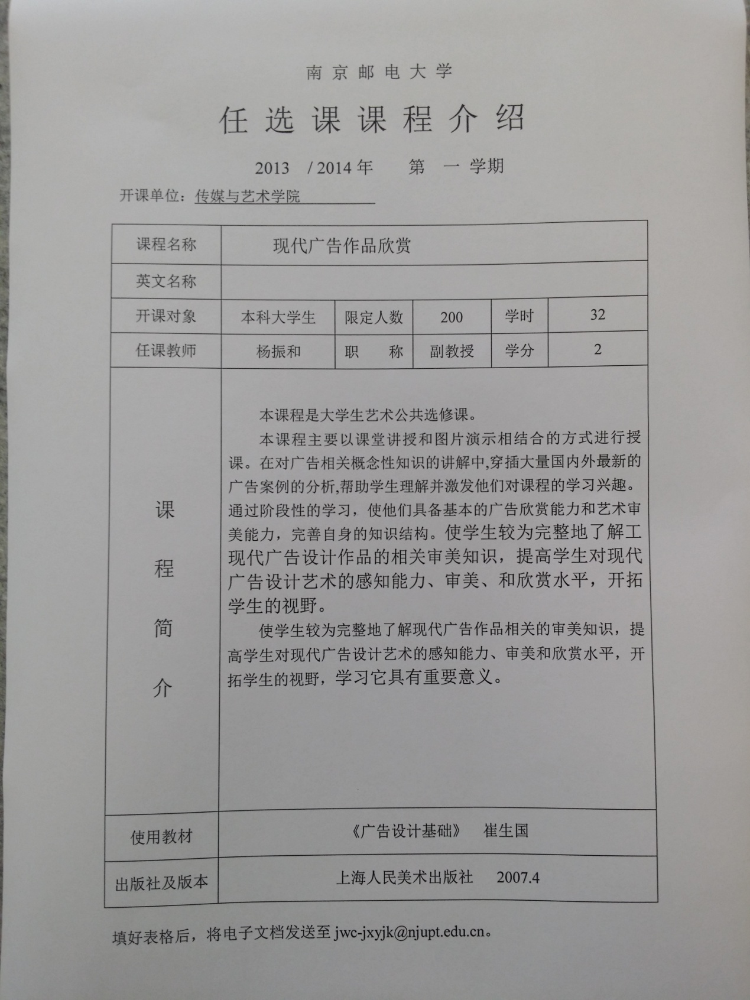 南京邮电大学
任选课课程介绍
2013 / 2014 年 第 一 学期
开课单位：传媒与艺术学院
课程名称 现代广告作品欣赏
英文名称
开课对象 本科大学生 限定人数 200 学时 32
任课教师 杨振和 职 称 副教授 学分 2
课程简介
本课程是大学生艺术公共选修课。
本课程主要以课堂讲授和图片演示相结合的方式进行授
课。在对广告相关概念性知识的讲解中,穿插大量国内外最新的
广告案例的分析,帮助学生理解并激发他们对课程的学习兴趣。
通过阶段性的学习，使他们具备基本的广告欣赏能力和艺术审
美能力，完善自身的知识结构。使学生较为完整地了解工
现代广告设计作品的相关审美知识，提高学生对现代
广告设计艺术的感知能力、审美、和欣赏水平，开拓
学生的视野。
使学生较为完整地了解现代广告作品相关的审美知识，提
高学生对现代广告设计艺术的感知能力、审美和欣赏水平，开
拓学生的视野，学习它具有重要意义。
使用教材 《广告设计基础》 崔生国
出版社及版本 上海人民美术出版社 2007.4
填好表格后，将电子文档发送至 jwc-jxyjk@njupt.edu.cn。